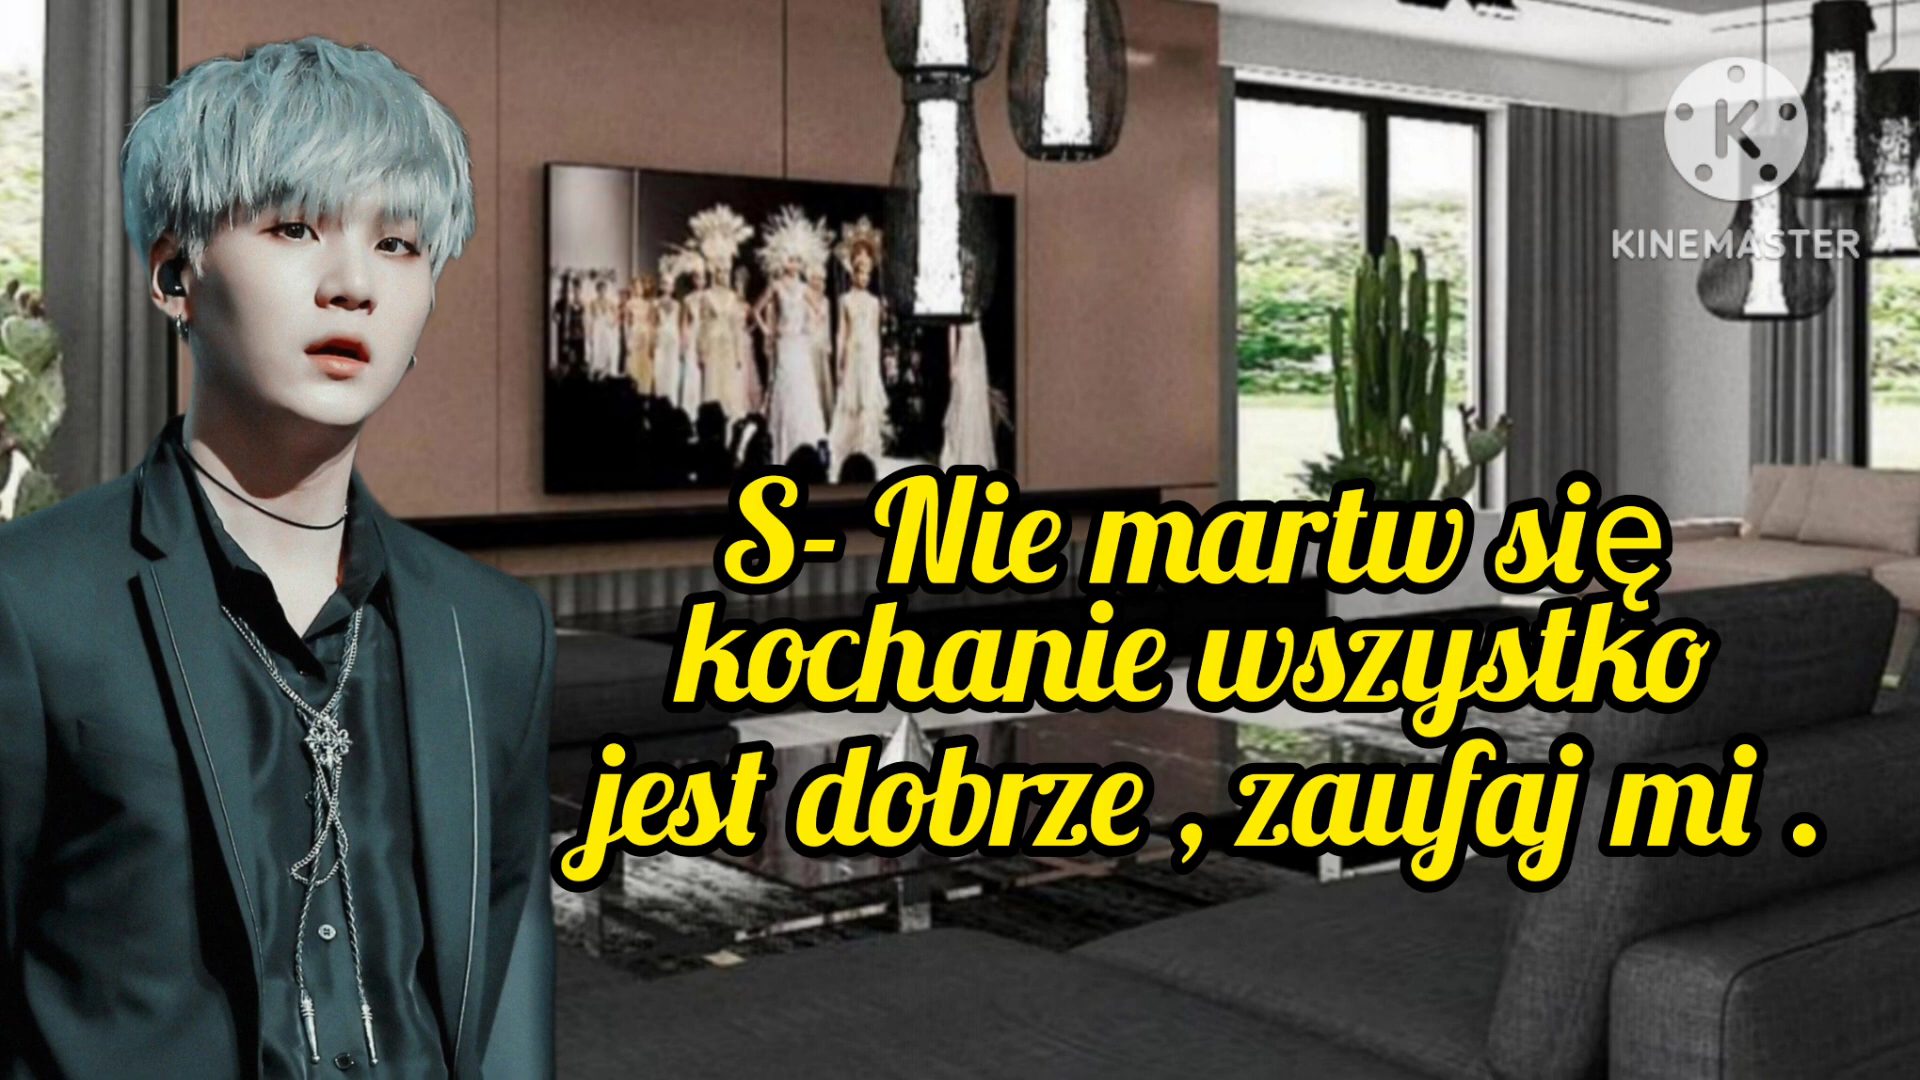 K
KINEMASTER
S- Nie martw się
kochanie wszystko
jest dobrze , zaufaj mi .